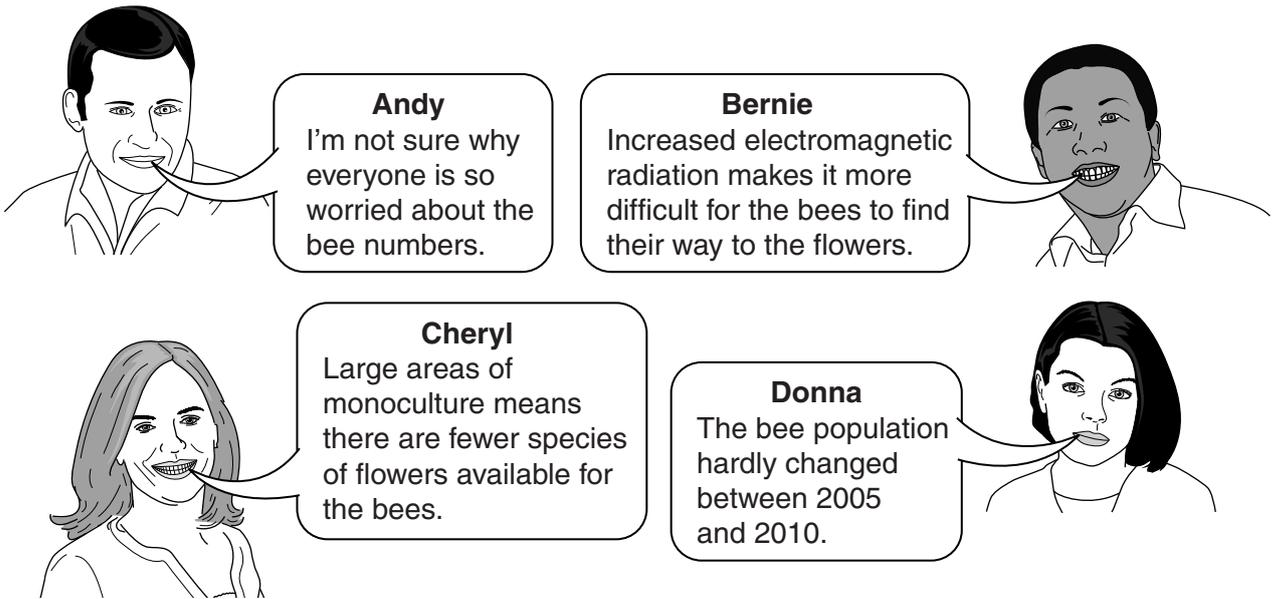 Andy
I’m not sure why
everyone is so
worried about the
bee numbers.
Bernie
Increased electromagnetic
radiation makes it more
difficult for the bees to find
their way to the flowers.
Cheryl
Large areas of
monoculture means
there are fewer species
of flowers available for
the bees.
Donna
The bee population
hardly changed
between 2005
and 2010.